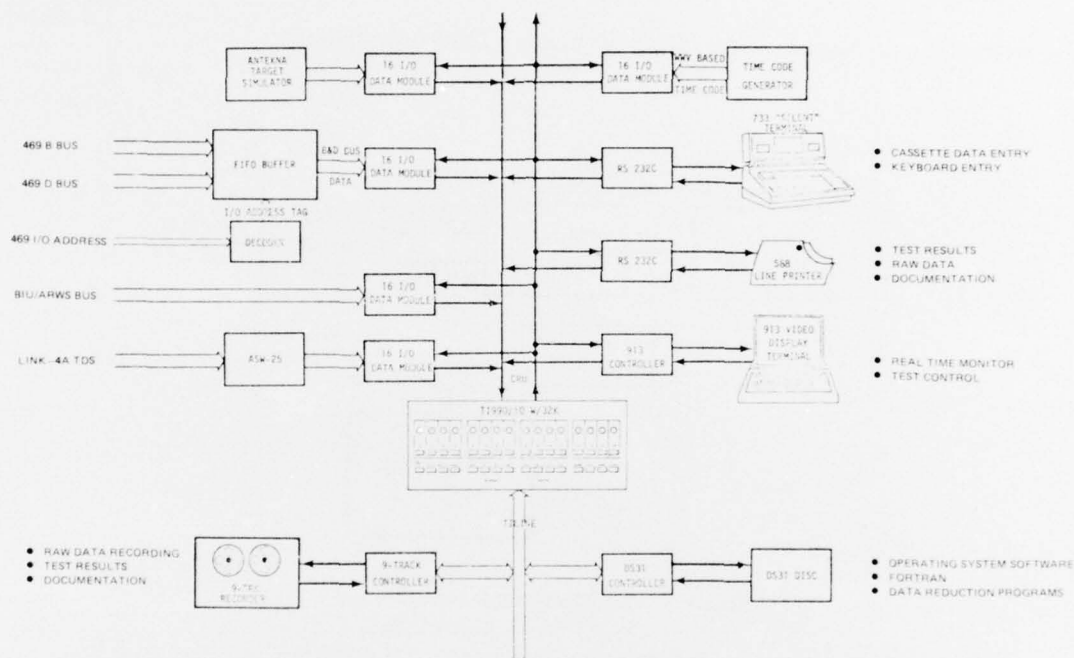 ANTEKNA
TARGET
SIMULATOR
16 I/O
DATA MODULE
16 I/O
DATA MODULE
WWV BASED
TIME CODE
TIME CODE
GENERATOR
469 B BUS
469 D BUS
FIFO BUFFER
B&D BUS
DATA
16 I/O
DATA MODULE
RS 232C
733 "SILENT"
TERMINAL
● CASSETTE DATA ENTRY
● KEYBOARD ENTRY
I/O ADDRESS TAG
469 I/O ADDRESS
DECODER
RS 232C
588
LINE PRINTER
● TEST RESULTS
● RAW DATA
● DOCUMENTATION
BIU/ARWS BUS
16 I/O
DATA MODULE
LINK-4A TDS
ASW-25
16 I/O
DATA MODULE
913
CONTROLLER
913 VIDEO
DISPLAY
TERMINAL
● REAL TIME MONITOR
● TEST CONTROL
CRU
W/32K
● RAW DATA RECORDING
● TEST RESULTS
● DOCUMENTATION
9-TRK
RECORDER
9-TRACK
CONTROLLER
TILINE
DS31
CONTROLLER
DS31 DISC
● OPERATING SYSTEM SOFTWARE
● FORTRAN
● DATA REDUCTION PROGRAMS